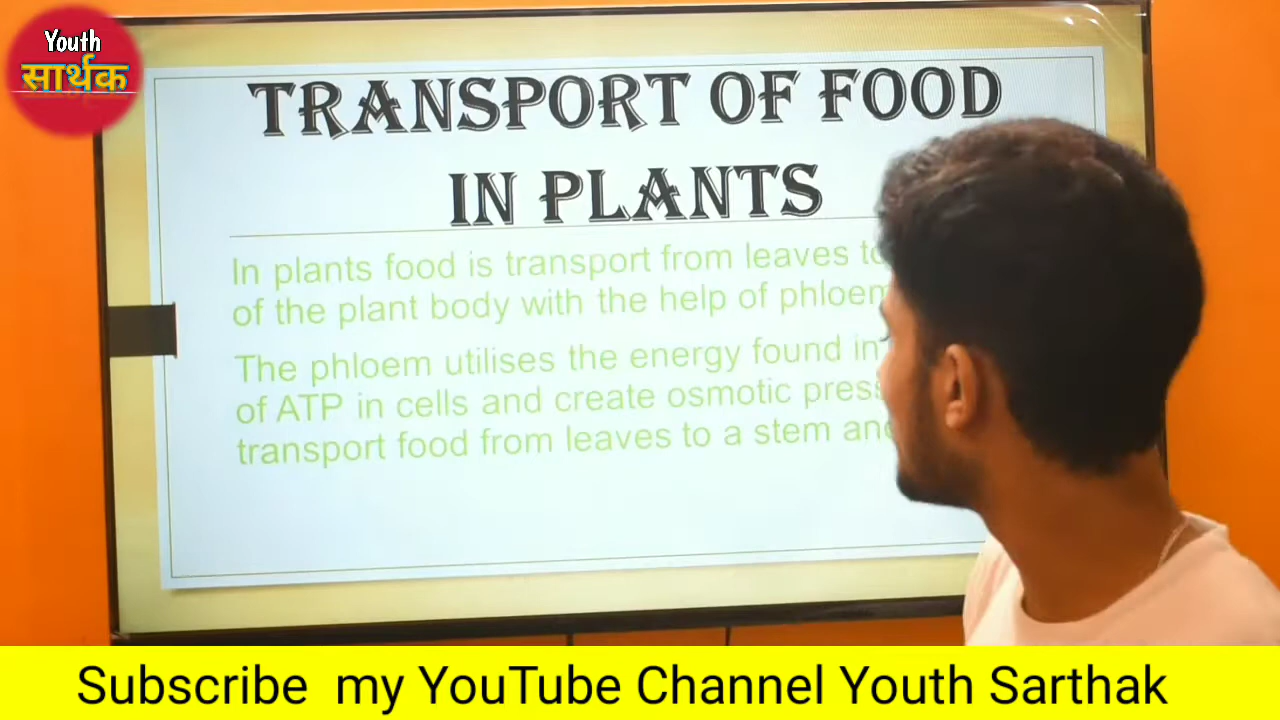 Youth
सार्थक
TRANSPORT OF FOOD
IN PLANTS
In plants food is transport from leaves to
of the plant body with the help of phloem
The phloem utilises the energy found in
of ATP in cells and create osmotic
transport food from leaves to a stem and
Subscribe my YouTube Channel Youth Sarthak